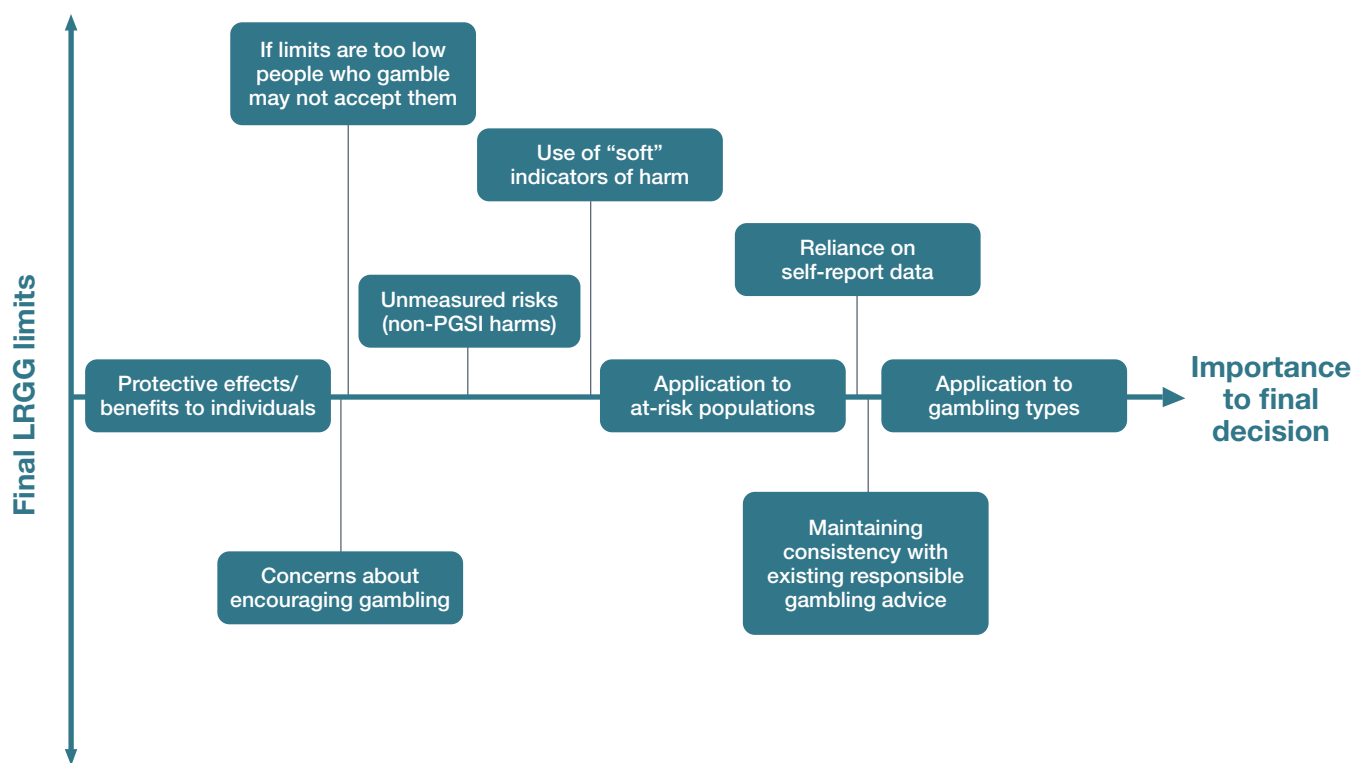 If limits are too low
people who gamble
may not accept them
Use of “soft”
indicators of harm
Reliance on
self-report data
Unmeasured risks
(non-PGSI harms)
Final LRGG limits
Protective effects/
benefits to individuals
Application to
at-risk populations
Application to
gambling types
Importance
to final
decision
Concerns about
encouraging gambling
Maintaining
consistency with
existing responsible
gambling advice